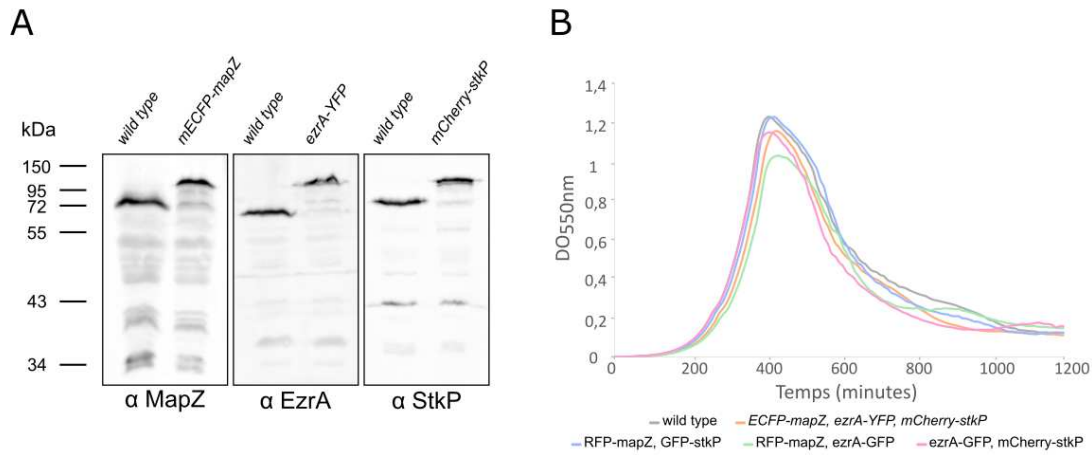 A
wild type
mECFP-mapZ
wild type
ezrA-YFP
wild type
mCherry-stkP
kDa
150
95
72
55
43
34
α MapZ
α EzrA
α StkP
B
1,4
1,2
1
0,8
0,6
0,4
0,2
0
DO550nm
0 200 400 600 800 1000 1200
Temps (minutes)
wild type ECFP-mapZ, ezrA-YFP, mCherry-stkP
RFP-mapZ, GFP-stkP RFP-mapZ, ezrA-GFP ezrA-GFP, mCherry-stkP